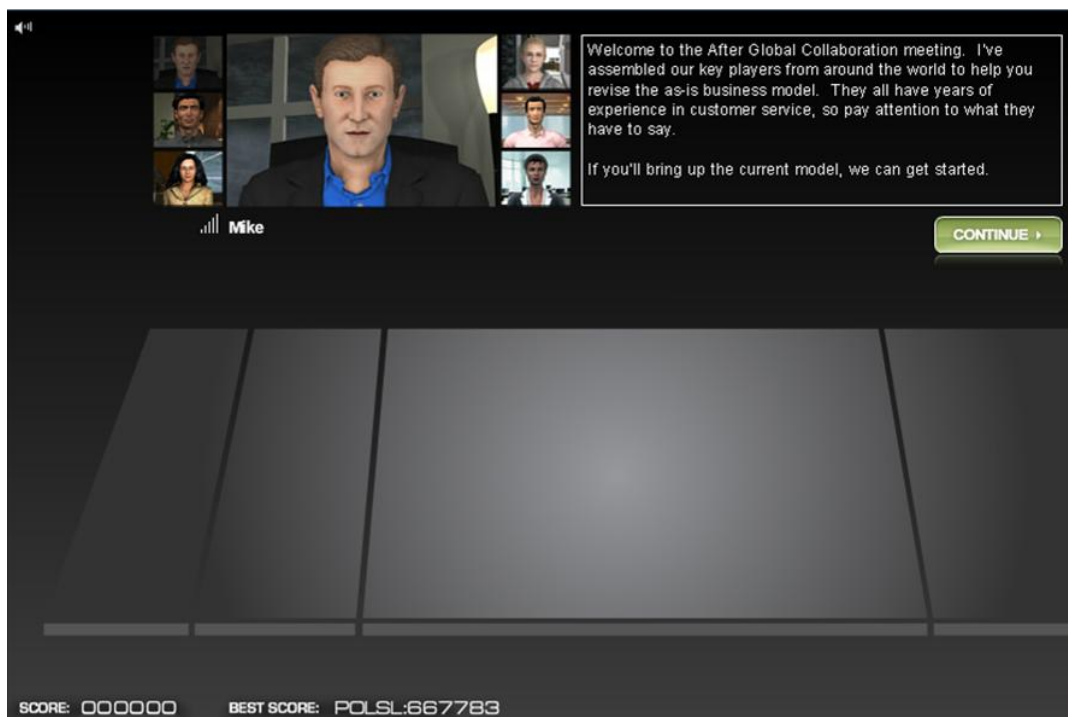 Welcome to the After Global Collaboration meeting. I've
assembled our key players from around the world to help you
revise the as-is business model. They all have years of
experience in customer service, so pay attention to what they
have to say.
If you'll bring up the current model, we can get started.
Mike
CONTINUE
SCORE: 000000 BEST SCORE: POLSL:667783